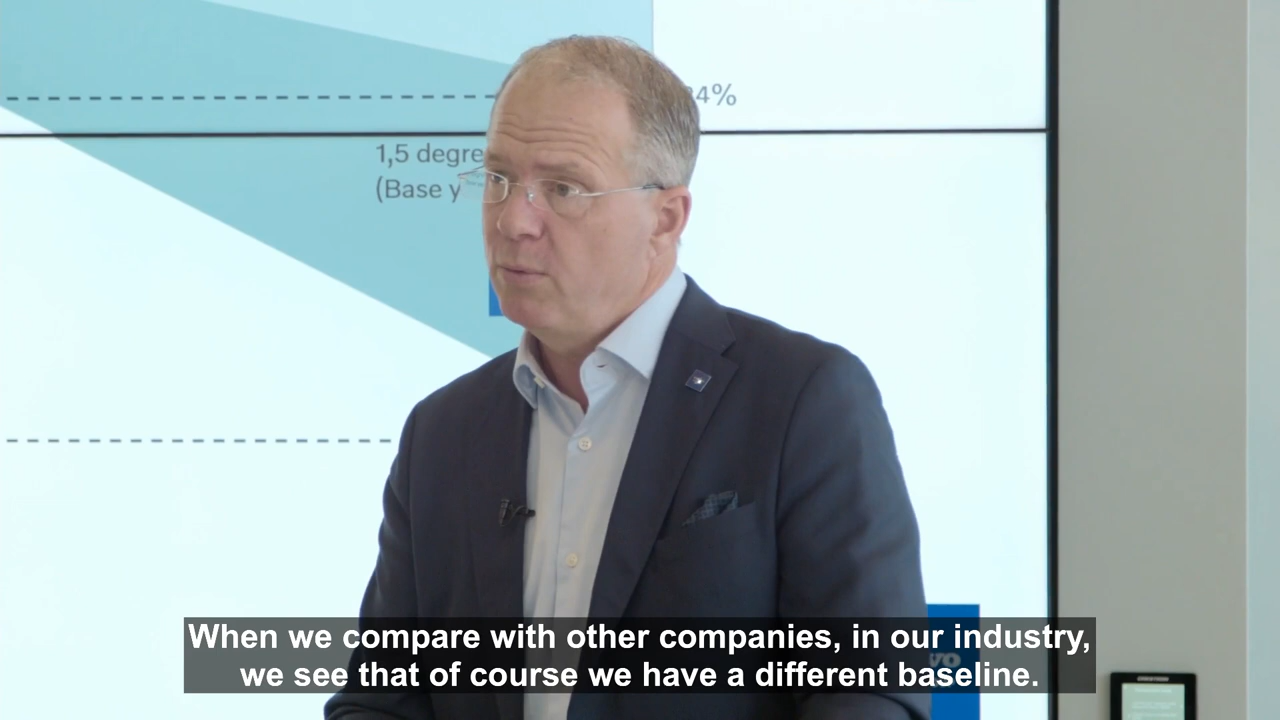 1,5 degre
(Base y
When we compare with other companies, in our industry,
we see that of course we have a different baseline.